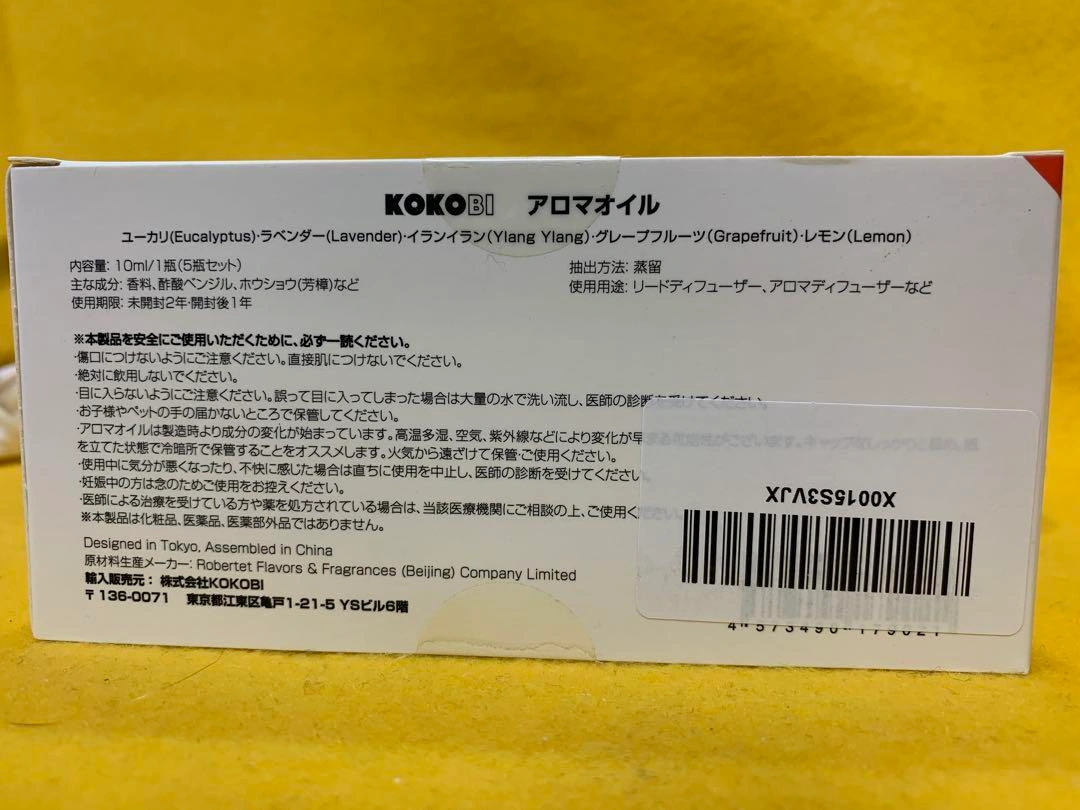 KOKOBI アロマオイル
ユーカリ(Eucalyptus)･ラベンダー(Lavender)･イランイラン(Ylang Ylang)･グレープフルーツ(Grapefruit)･レモン(Lemon)
内容量: 10ml/1瓶(5瓶セット)
主な成分: 香料、酢酸ベンジル、ホウショウ(芳樟)など
使用期限: 未開封2年･開封後1年
抽出方法: 蒸留
使用用途: リードディフューザー、アロマディフューザーなど
※本製品を安全にご使用いただくために、必ず一読ください。
･傷口につけないようにご注意ください。直接肌につけないでください。
･絶対に飲用しないでください。
･目に入らないようにご注意ください。誤って目に入ってしまった場合は大量の水で洗い流し、医師の診断を受けてください。
･お子様やペットの手の届かないところで保管してください。
･アロマオイルは製造時より成分の変化が始まっています。高温多湿、空気、紫外線などにより変化が早
を立てた状態で冷暗所で保管することをオススメします。火気から遠ざけて保管･ご使用ください。
･使用中に気分が悪くなったり、不快に感じた場合は直ちに使用を中止し、医師の診断を受けてください。
･妊娠中の方は念のためご使用をお控えください。
･医師による治療を受けている方や薬を処方されている場合は、当該医療機関にご相談の上、ご使用く
※本製品は化粧品、医薬品、医薬部外品ではありません。
Designed in Tokyo, Assembled in China
原材料生産メーカー: Robertet Flavors & Fragrances (Beijing) Company Limited
輸入販売元: 株式会社KOKOBI
〒136-0071 東京都江東区亀戸1-21-5 YSビル6階
X0015S3VJX
4 573490 179021